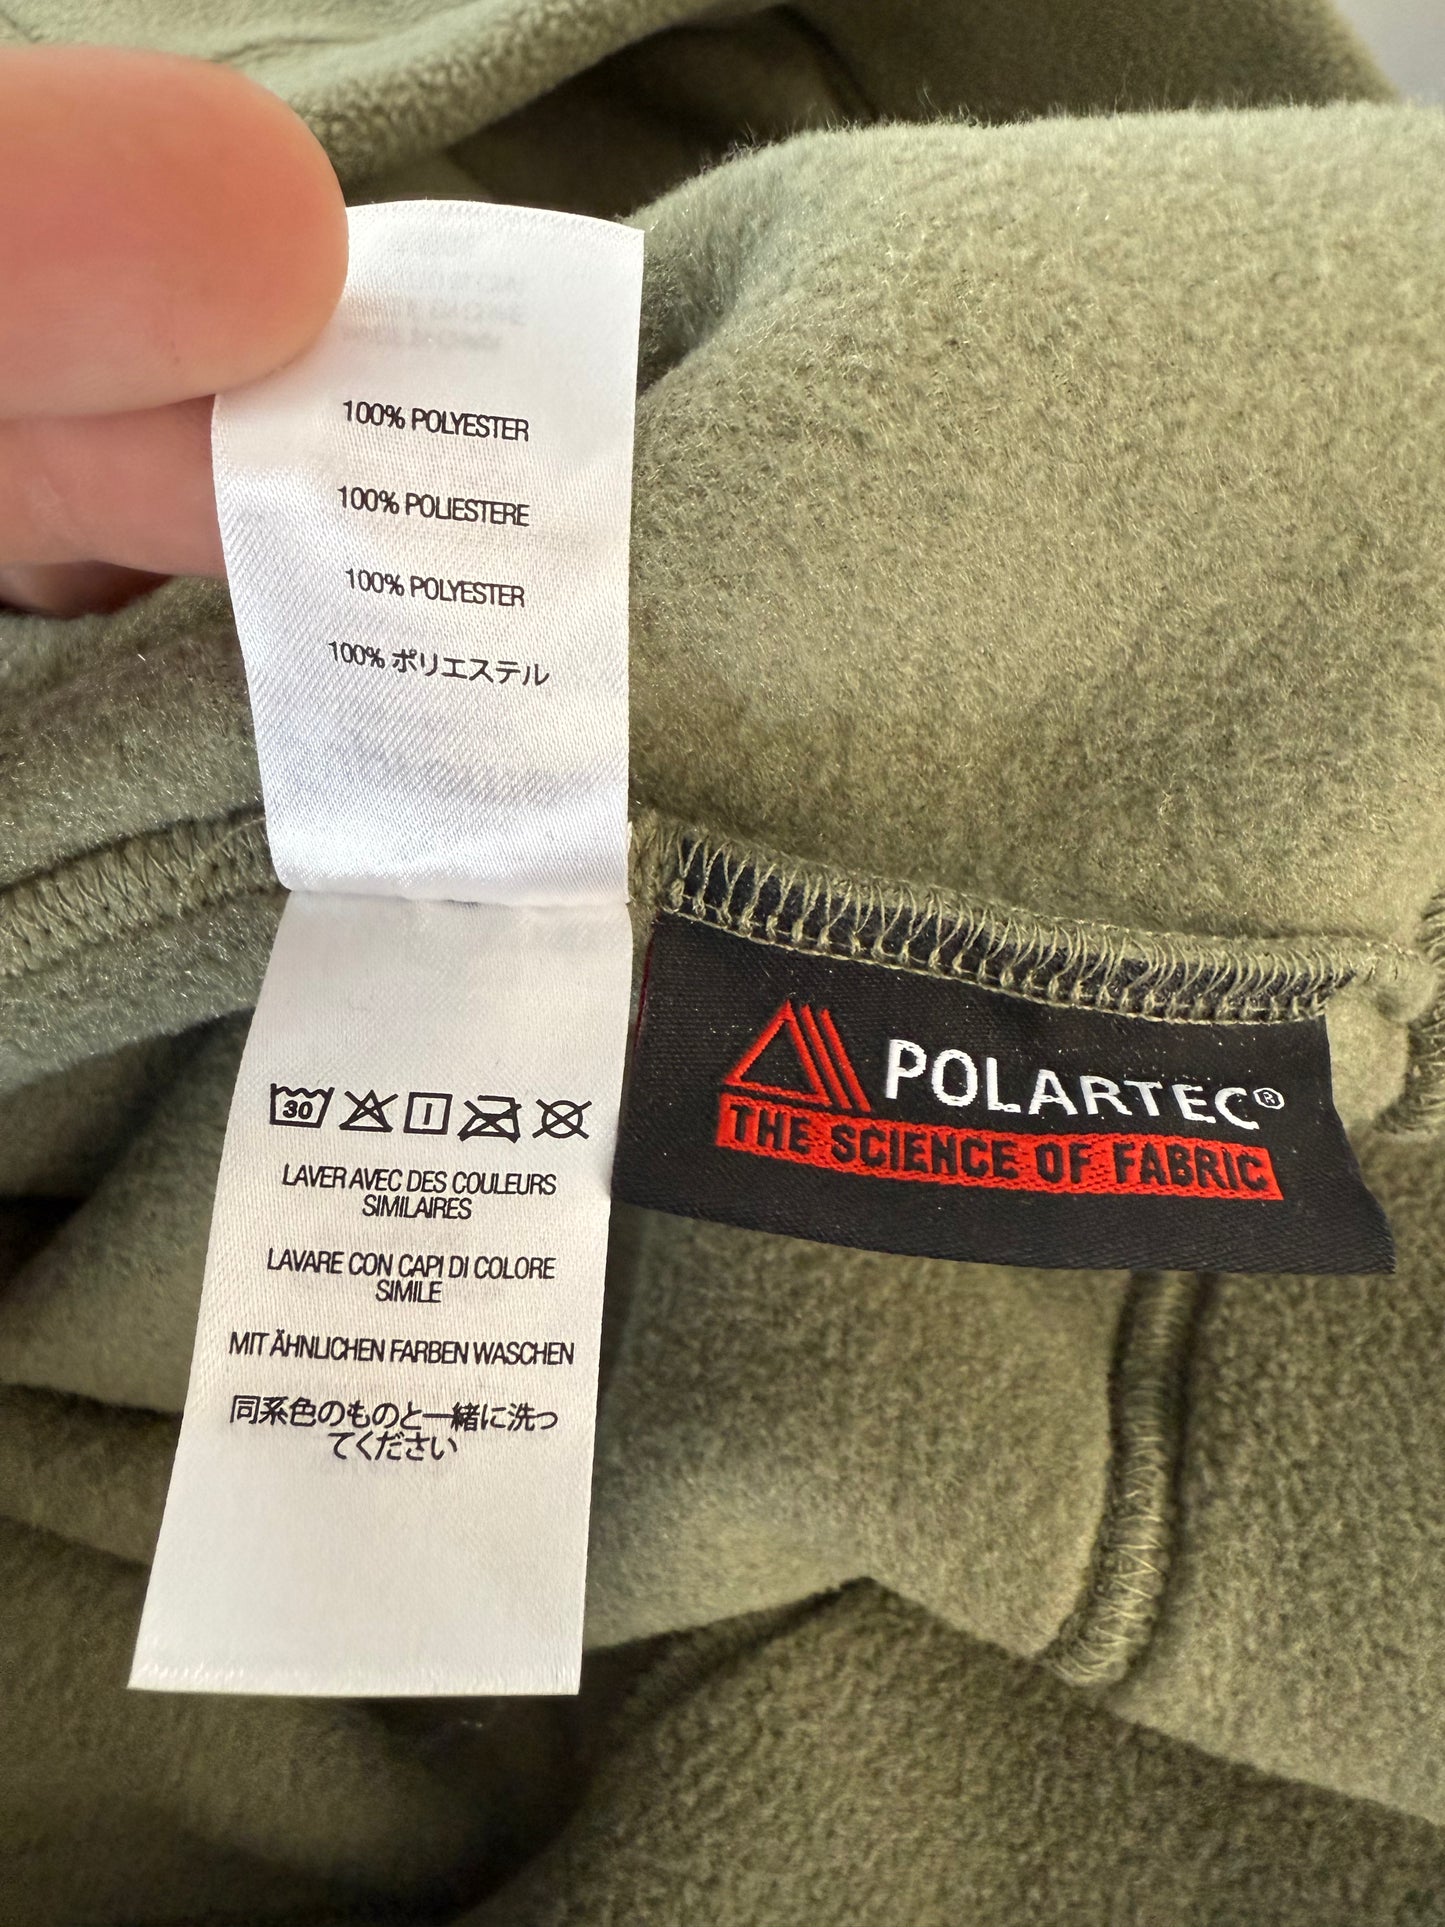 100% POLYESTER
100% POLIESTERE
100% POLYESTER
100% ポリエステル
30
LAVER AVEC DES COULEURS
SIMILAIRES
LAVARE CON CAPI DI COLORE
SIMILE
MIT ÄHNLICHEN FARBEN WASCHEN
同系色のものと一緒に洗っ
てください
POLARTEC®
THE SCIENCE OF FABRIC